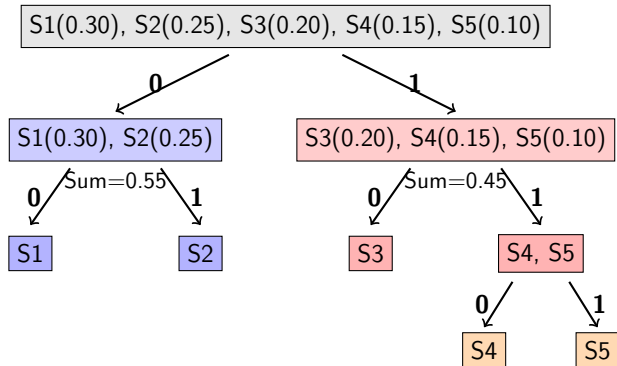 S1(0.30), S2(0.25), S3(0.20), S4(0.15), S5(0.10)
0
1
S1(0.30), S2(0.25)
S3(0.20), S4(0.15), S5(0.10)
0
Sum=0.55
1
0
Sum=0.45
1
S1
S2
S3
S4, S5
0
1
S4
S5